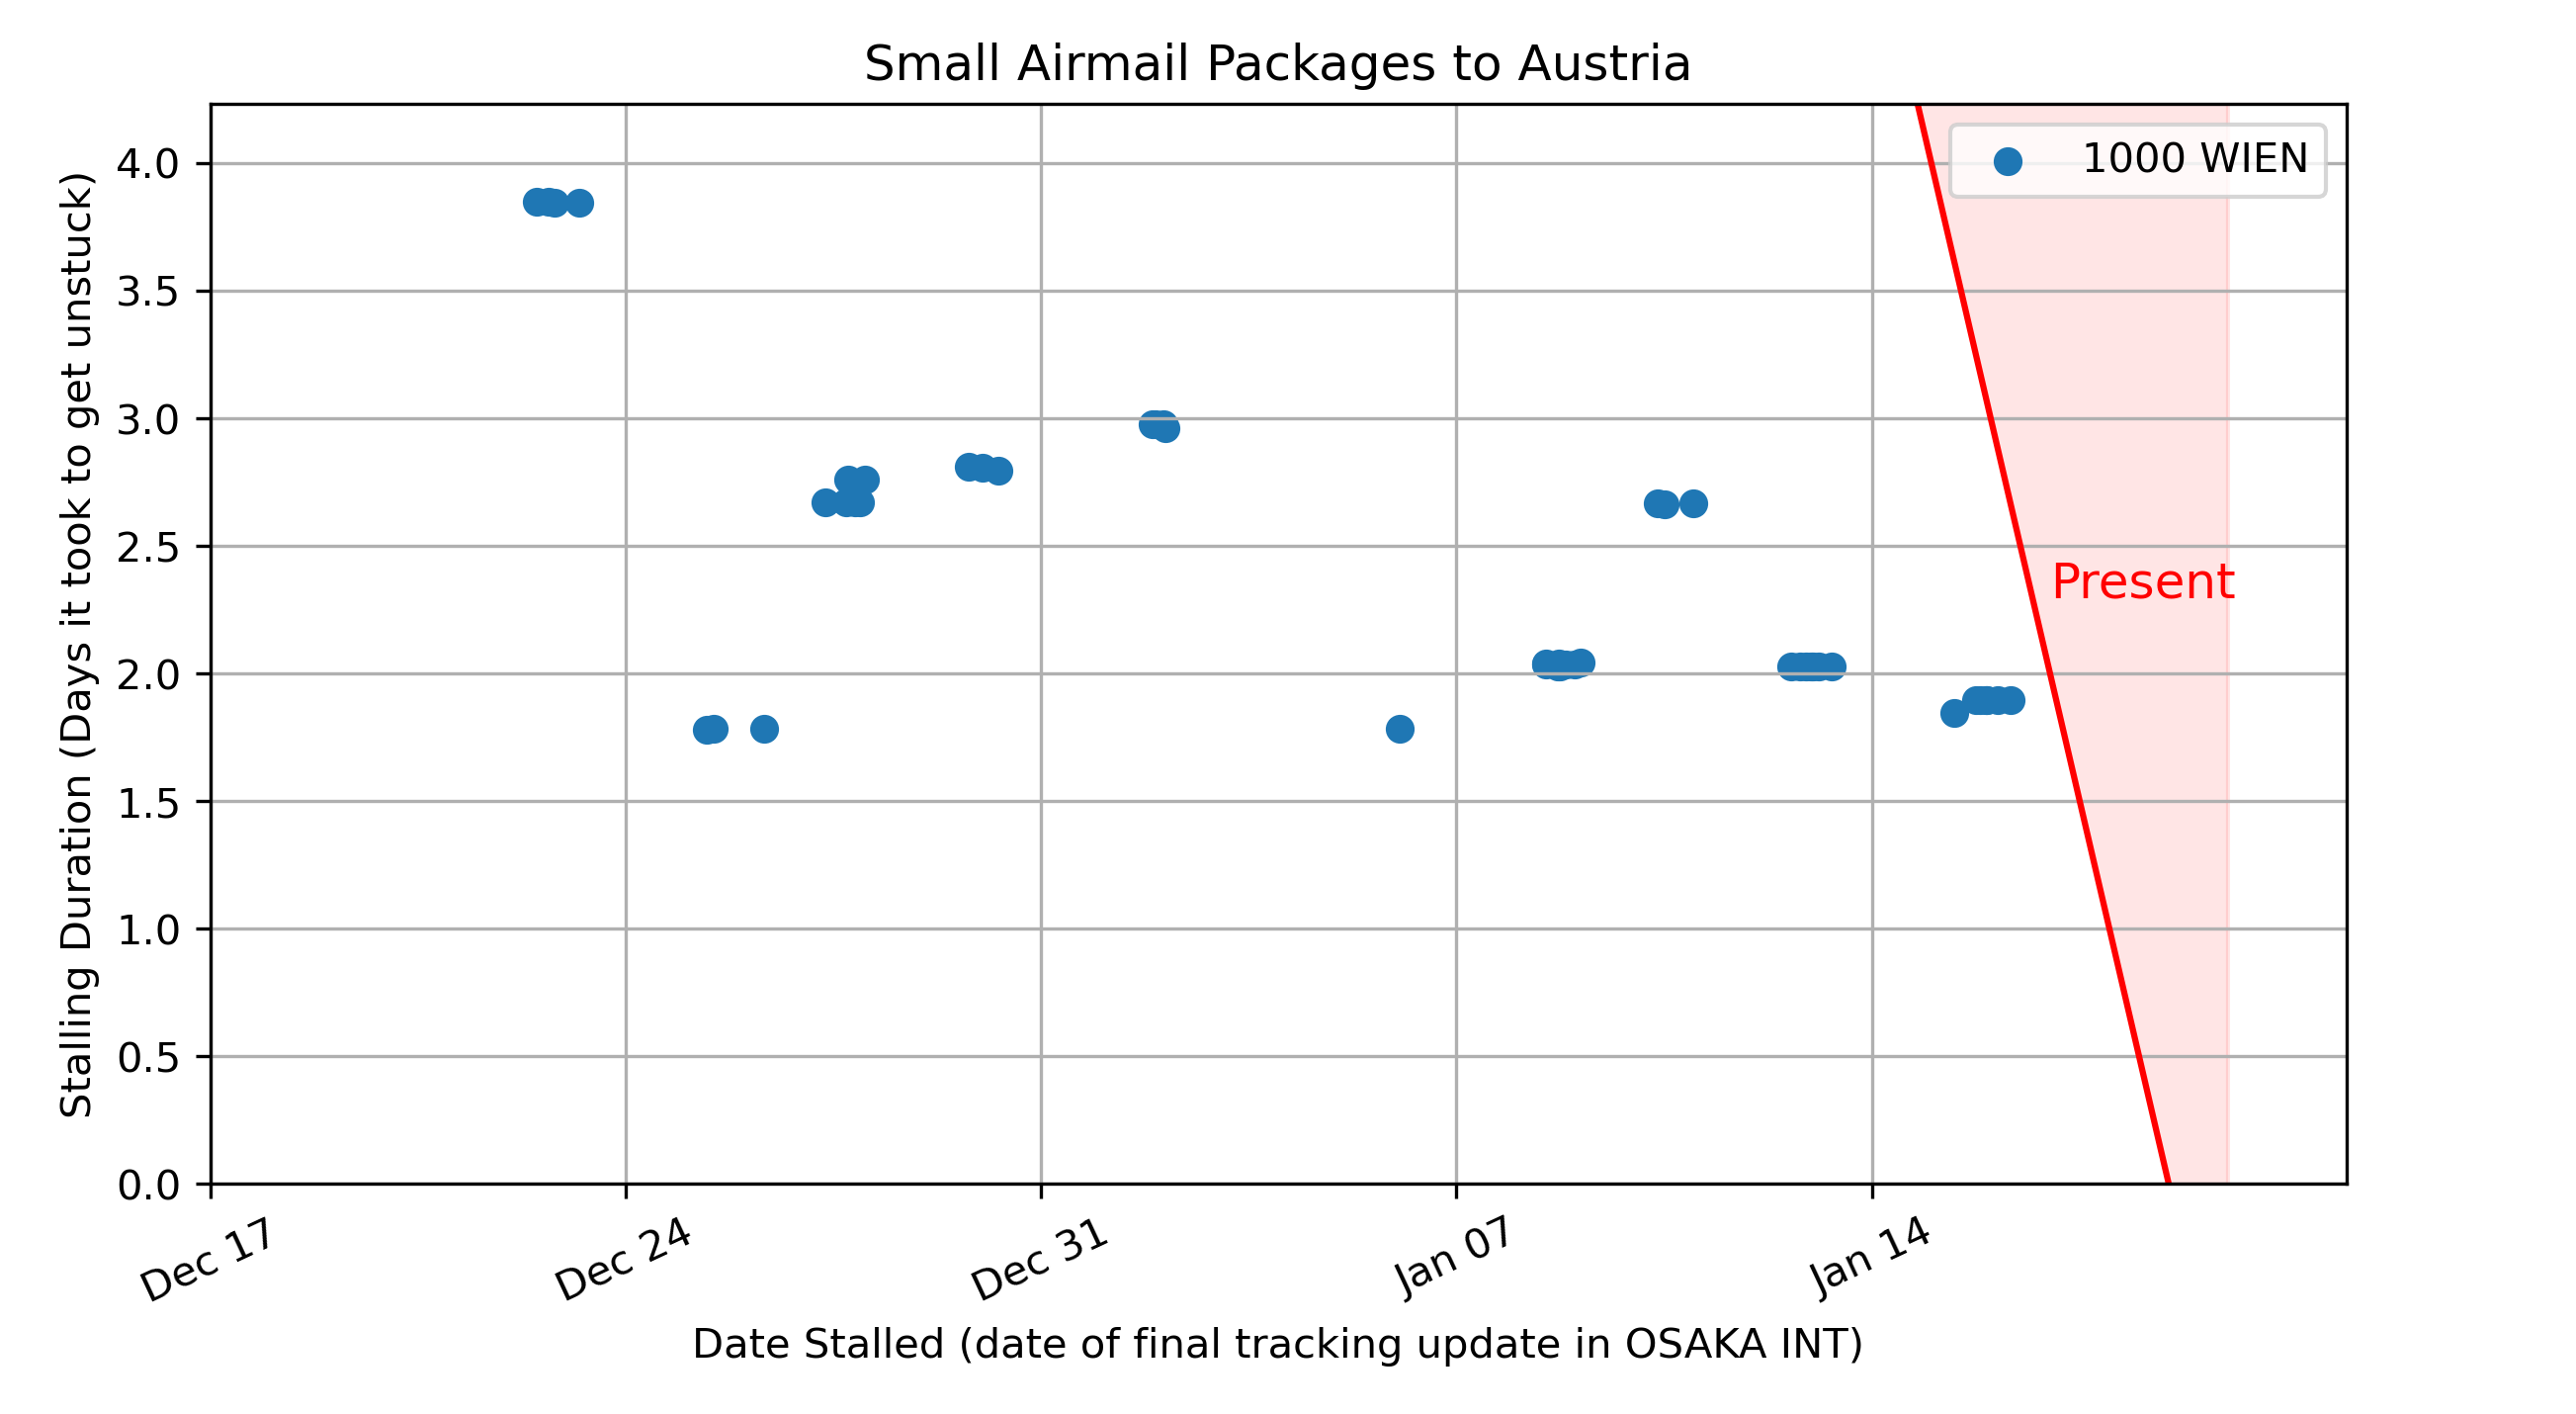 Small Airmail Packages to Austria
1000 WIEN
Present
Stalling Duration (Days it took to get unstuck)
4.0
3.5
3.0
2.5
2.0
1.5
1.0
0.5
0.0
Dec 17
Dec 24
Dec 31
Jan 07
Jan 14
Date Stalled (date of final tracking update in OSAKA INT)